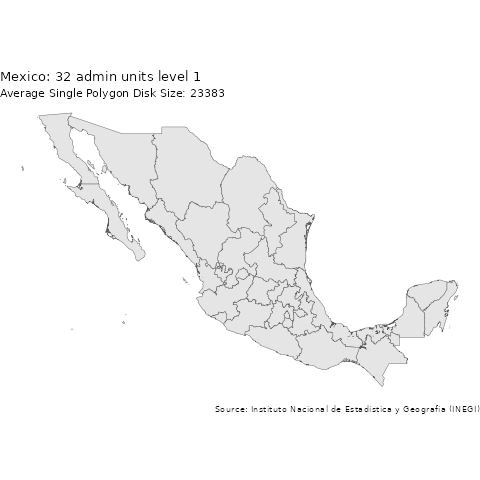 Mexico: 32 admin units level 1
Average Single Polygon Disk Size: 23383
Source: Instituto Nacional de Estadistica y Geografia (INEGI)